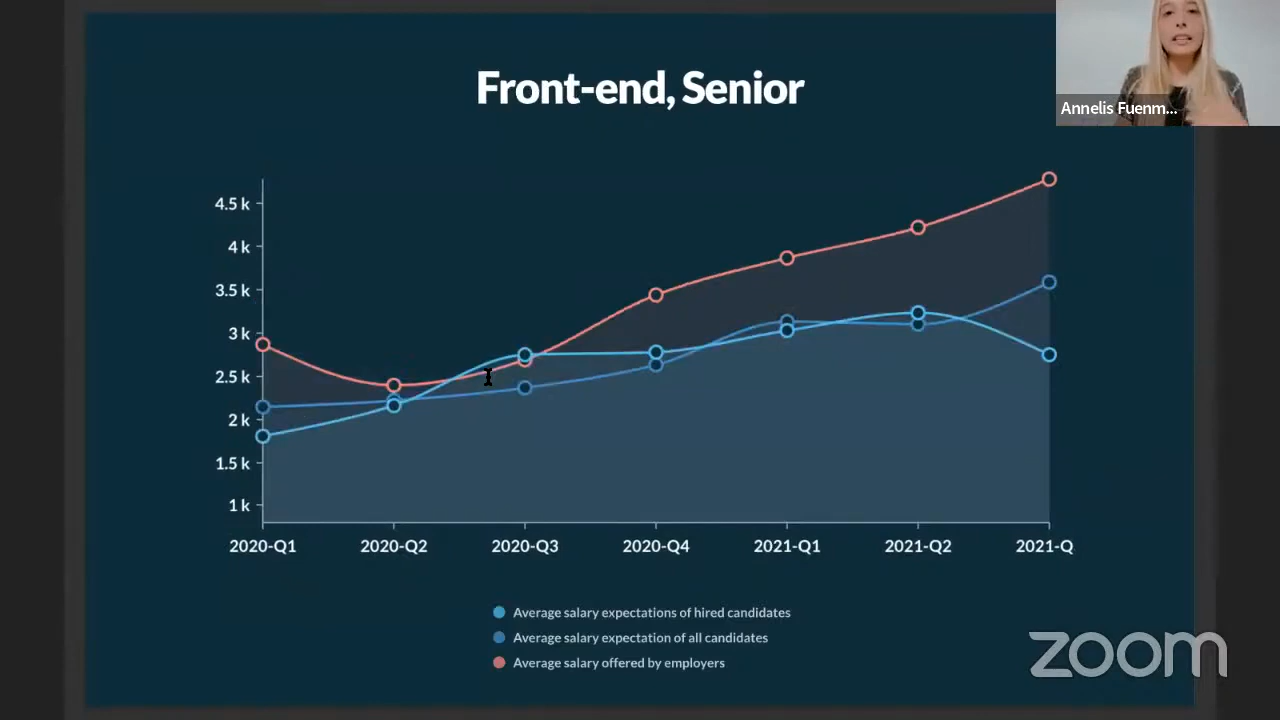 Front-end, Senior
Annelis Fuenm...
4.5 k
4 k
3.5 k
3 k
2.5 k
2 k
1.5 k
1 k
2020-Q1 2020-Q2 2020-Q3 2020-Q4 2021-Q1 2021-Q2 2021-Q
Average salary expectations of hired candidates
Average salary expectation of all candidates
Average salary offered by employers
zoom